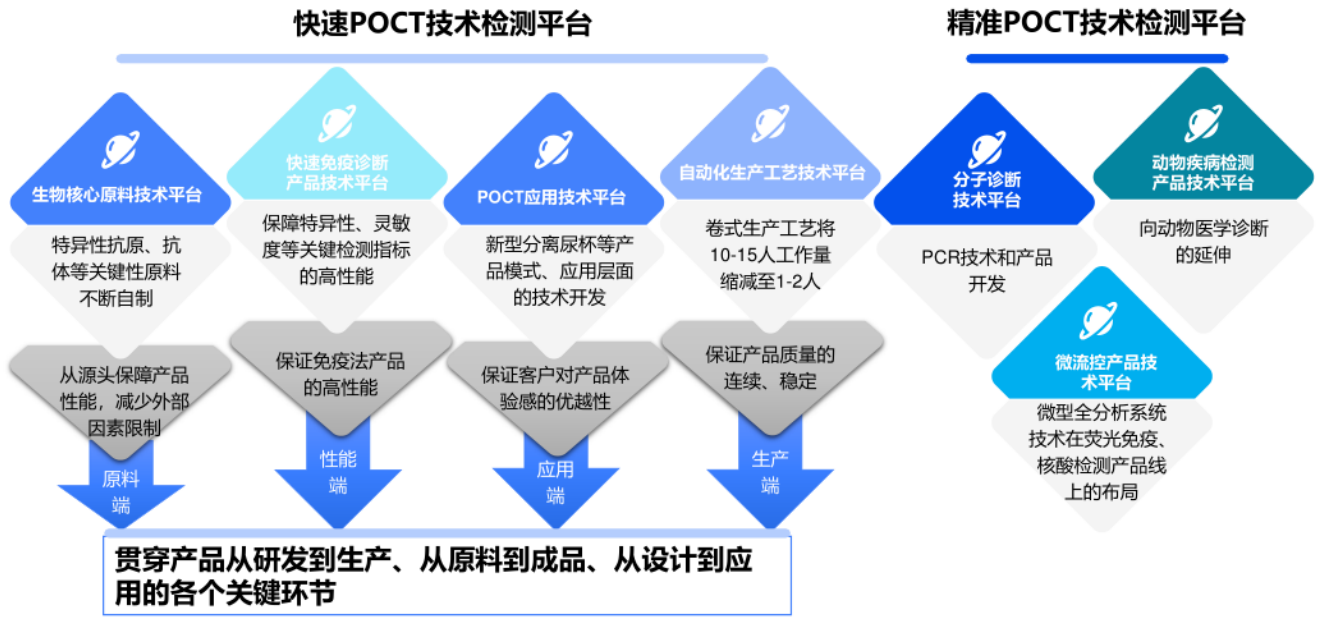 快速POCT技术检测平台
精准POCT技术检测平台
生物核心原料技术平台
特异性抗原、抗
体等关键性原料
不断自制
从源头保障产品
性能，减少外部
因素限制
原料
端
快速免疫诊断
产品技术平台
保障特异性、灵敏
度等关键检测指标
的高性能
保证免疫法产品
的高性能
性能
端
POCT应用技术平台
新型分离尿杯等产
品模式、应用层面
的技术开发
保证客户对产品体
验感的优越性
应用
端
自动化生产工艺技术平台
卷式生产工艺将
10-15人工作量
缩减至1-2人
保证产品质量的
连续、稳定
生产
端
分子诊断
技术平台
PCR技术和产品
开发
动物疾病检测
产品技术平台
向动物医学诊断
的延伸
微流控产品技
术平台
微型全分析系统
技术在荧光免疫、
核酸检测产品线
上的布局
贯穿产品从研发到生产、从原料到成品、从设计到应
用的各个关键环节